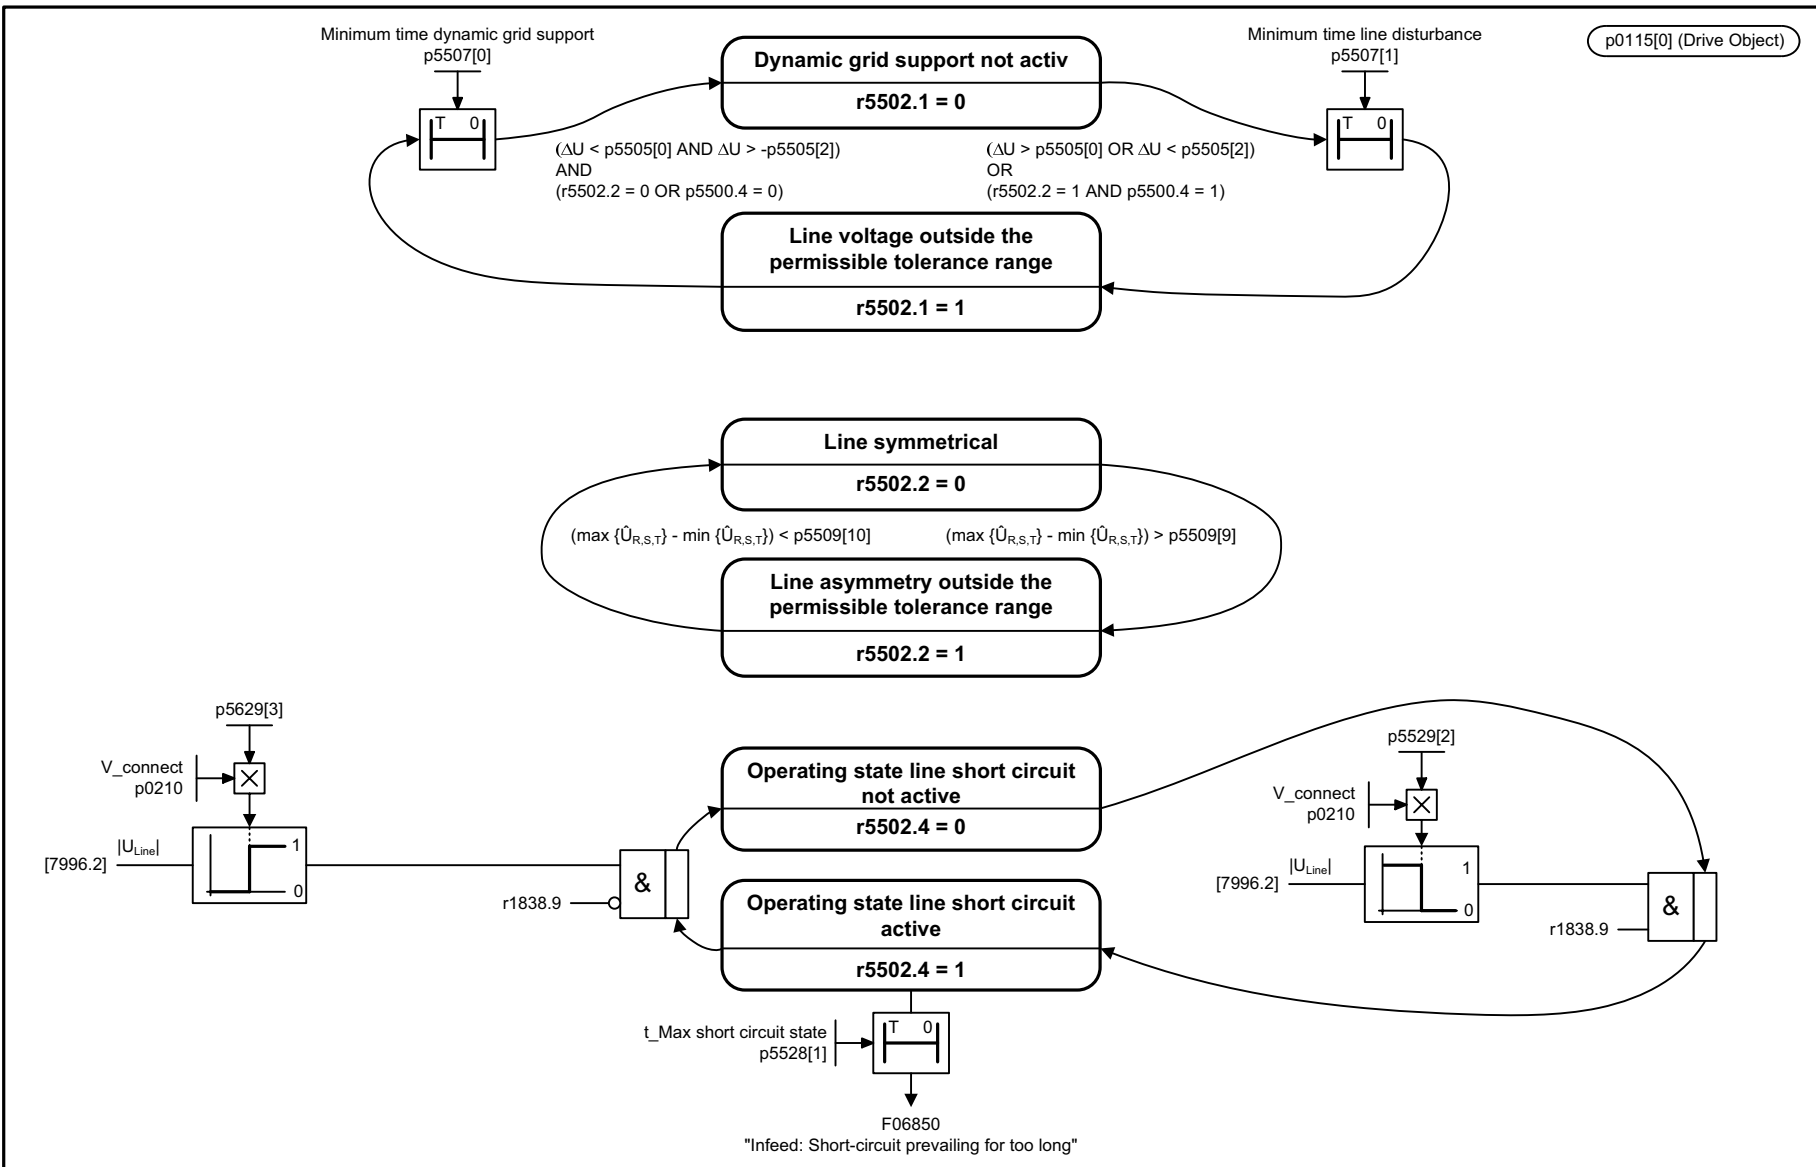 Minimum time dynamic grid support
p5507[0]
Dynamic grid support not activ
r5502.1 = 0
Minimum time line disturbance
p5507[1]
p0115[0] (Drive Object)
T 0
T 0
(ΔU < p5505[0] AND ΔU > -p5505[2])
AND
(r5502.2 = 0 OR p5500.4 = 0)
(ΔU > p5505[0] OR ΔU < p5505[2])
OR
(r5502.2 = 1 AND p5500.4 = 1)
Line voltage outside the
permissible tolerance range
r5502.1 = 1
Line symmetrical
r5502.2 = 0
(max {ÛR,S,T} - min {ÛR,S,T}) < p5509[10]
(max {ÛR,S,T} - min {ÛR,S,T}) > p5509[9]
Line asymmetry outside the
permissible tolerance range
r5502.2 = 1
p5629[3]
V_connect
p0210
[7996.2]
|ULine|
1
0
r1838.9
&
Operating state line short circuit
not active
r5502.4 = 0
Operating state line short circuit
active
r5502.4 = 1
p5529[2]
V_connect
p0210
[7996.2]
|ULine|
1
0
r1838.9
&
t_Max short circuit state
p5528[1]
T 0
F06850
"Infeed: Short-circuit prevailing for too long"